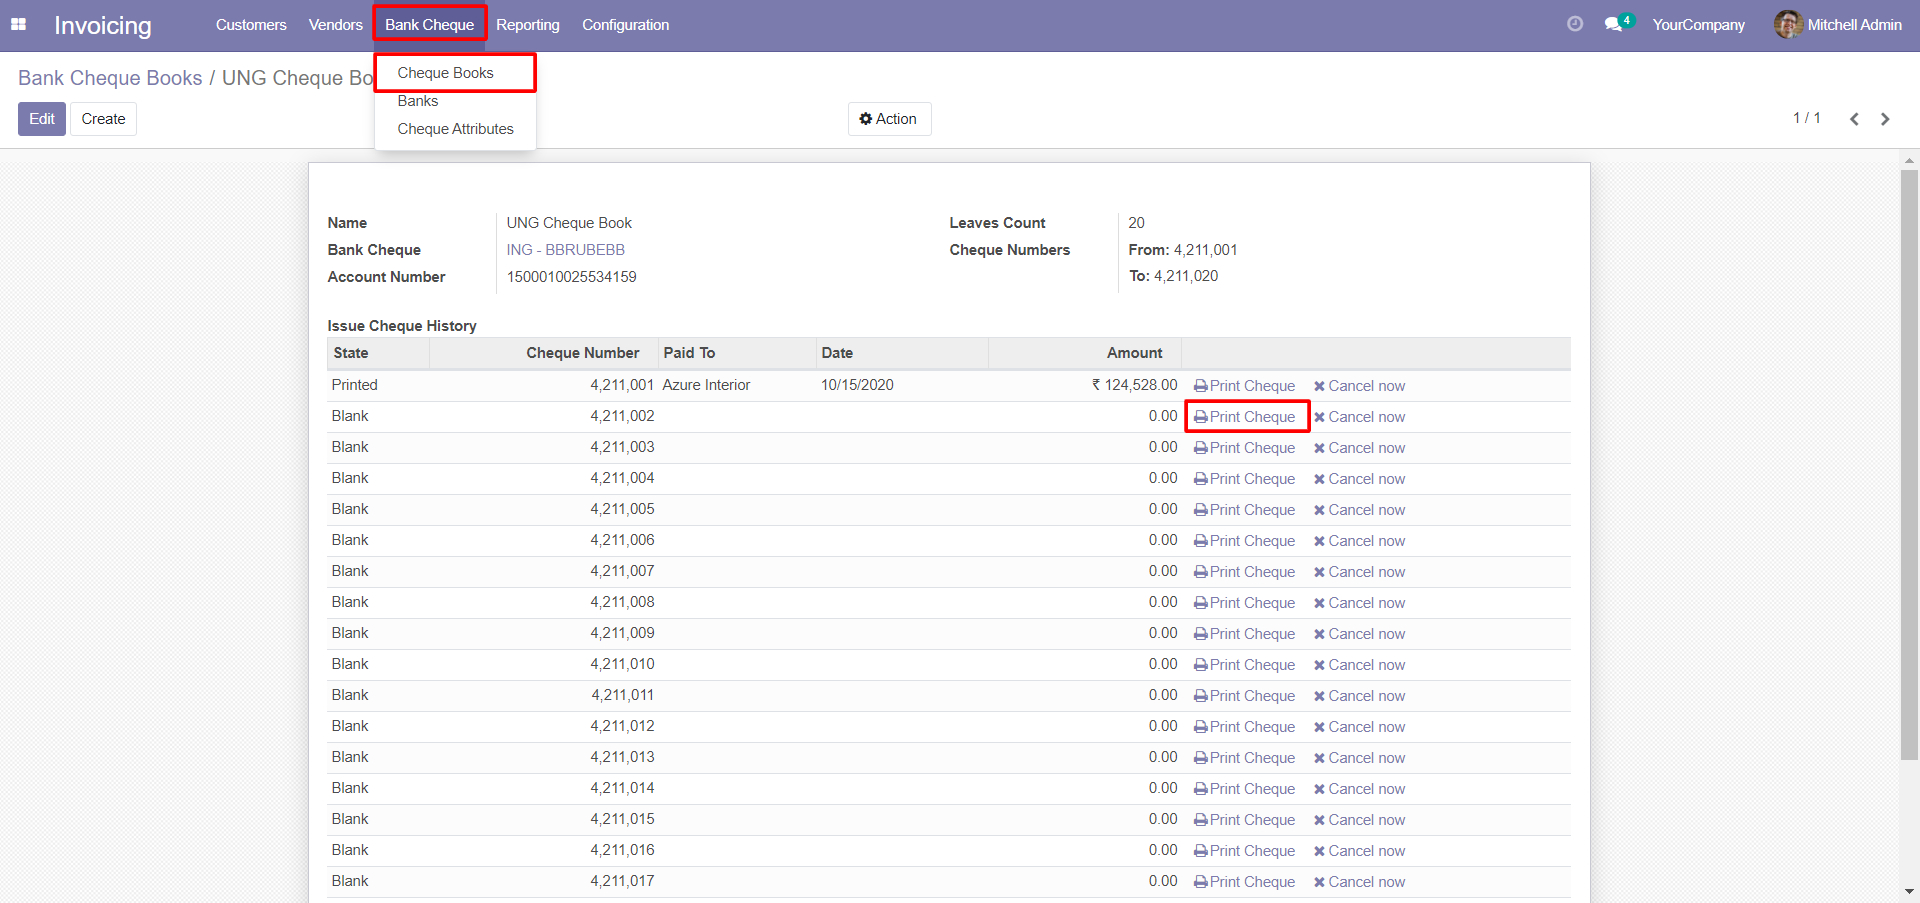 Invoicing Customers Vendors Bank Cheque Reporting Configuration 4 YourCompany Mitchell Admin
Bank Cheque Books / UNG Cheque Bo
Cheque Books
Banks
Cheque Attributes
Edit Create Action 1 / 1
Name UNG Cheque Book Leaves Count 20
Bank Cheque ING - BBRUBEBB Cheque Numbers From: 4,211,001
Account Number 1500010025534159 To: 4,211,020
Issue Cheque History
State Cheque Number Paid To Date Amount
Printed 4,211,001 Azure Interior 10/15/2020 ₹ 124,528.00 Print Cheque Cancel now
Blank 4,211,002 0.00 Print Cheque Cancel now
Blank 4,211,003 0.00 Print Cheque Cancel now
Blank 4,211,004 0.00 Print Cheque Cancel now
Blank 4,211,005 0.00 Print Cheque Cancel now
Blank 4,211,006 0.00 Print Cheque Cancel now
Blank 4,211,007 0.00 Print Cheque Cancel now
Blank 4,211,008 0.00 Print Cheque Cancel now
Blank 4,211,009 0.00 Print Cheque Cancel now
Blank 4,211,010 0.00 Print Cheque Cancel now
Blank 4,211,011 0.00 Print Cheque Cancel now
Blank 4,211,012 0.00 Print Cheque Cancel now
Blank 4,211,013 0.00 Print Cheque Cancel now
Blank 4,211,014 0.00 Print Cheque Cancel now
Blank 4,211,015 0.00 Print Cheque Cancel now
Blank 4,211,016 0.00 Print Cheque Cancel now
Blank 4,211,017 0.00 Print Cheque Cancel now